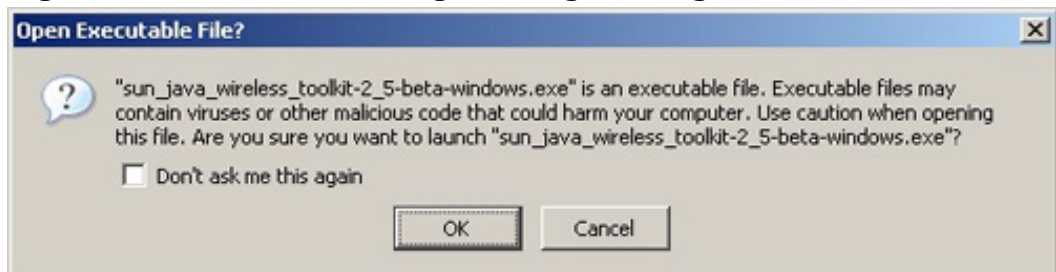 Open Executable File?
"sun_java_wireless_toolkit-2_5-beta-windows.exe" is an executable file. Executable files may
contain viruses or other malicious code that could harm your computer. Use caution when opening
this file. Are you sure you want to launch "sun_java_wireless_toolkit-2_5-beta-windows.exe"?
Don't ask me this again
OK
Cancel